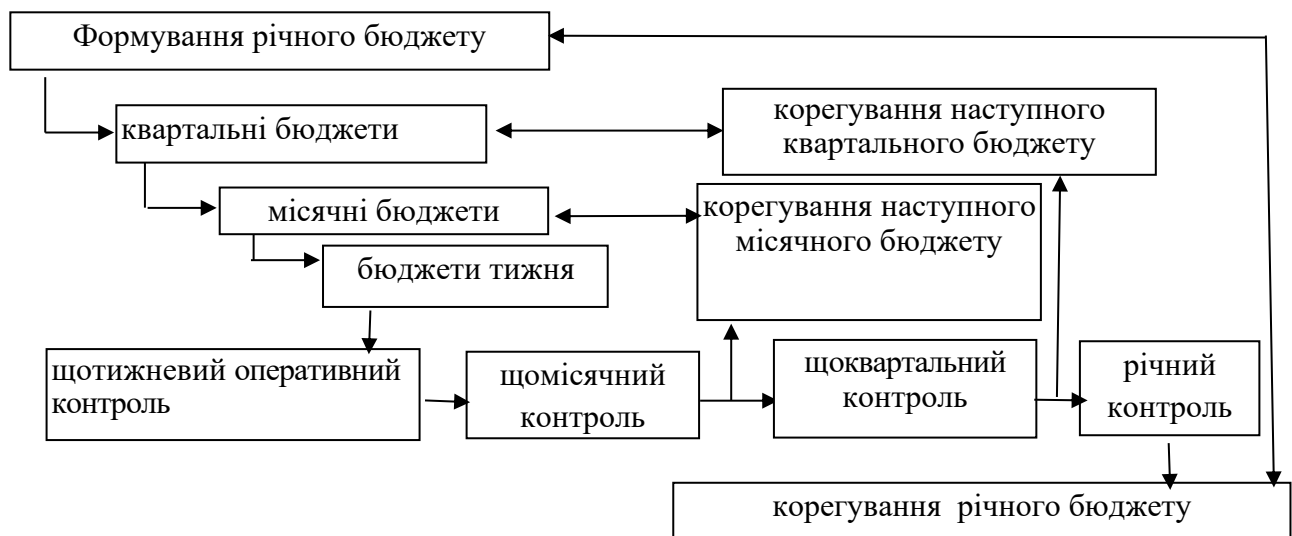 Формування річного бюджету
квартальні бюджети
корегування наступного
квартального бюджету
місячні бюджети
корегування наступного
місячного бюджету
бюджети тижня
щотижневий оперативний
контроль
щомісячний
контроль
щоквартальний
контроль
річний
контроль
корегування річного бюджету